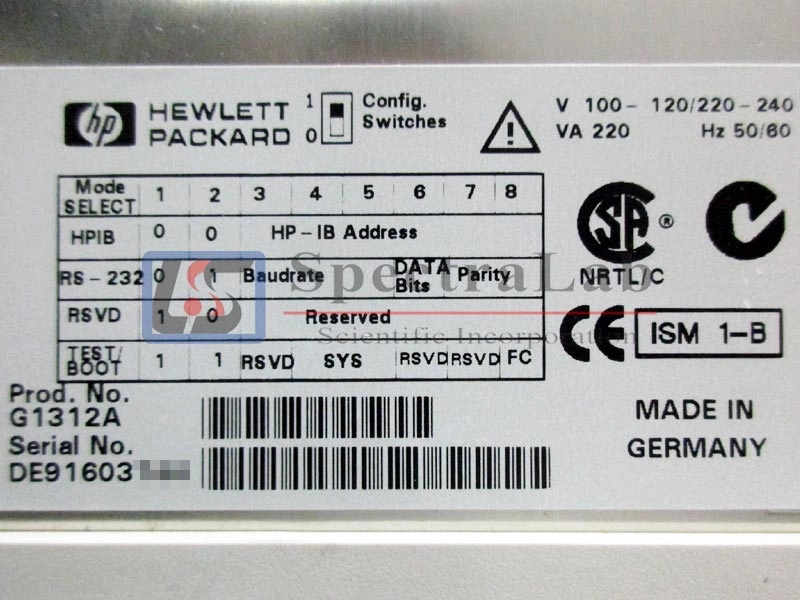 hp HEWLETT PACKARD
1 0 Config. Switches
V 100 - 120/220 - 240
VA 220 Hz 50/60
Mode SELECT 1 2 3 4 5 6 7 8
HPIB 0 0 HP - IB Address
RS - 232 0 1 Baudrate DATA Bits Parity
RSVD 1 0 Reserved
TEST/BOOT 1 1 RSVD SYS RSVD RSVD FC
SpectraLab
Scientific Incorporation
SA ®
NRTL/C
CE ISM 1-B
Prod. No.
G1312A
Serial No.
DE91603
MADE IN
GERMANY